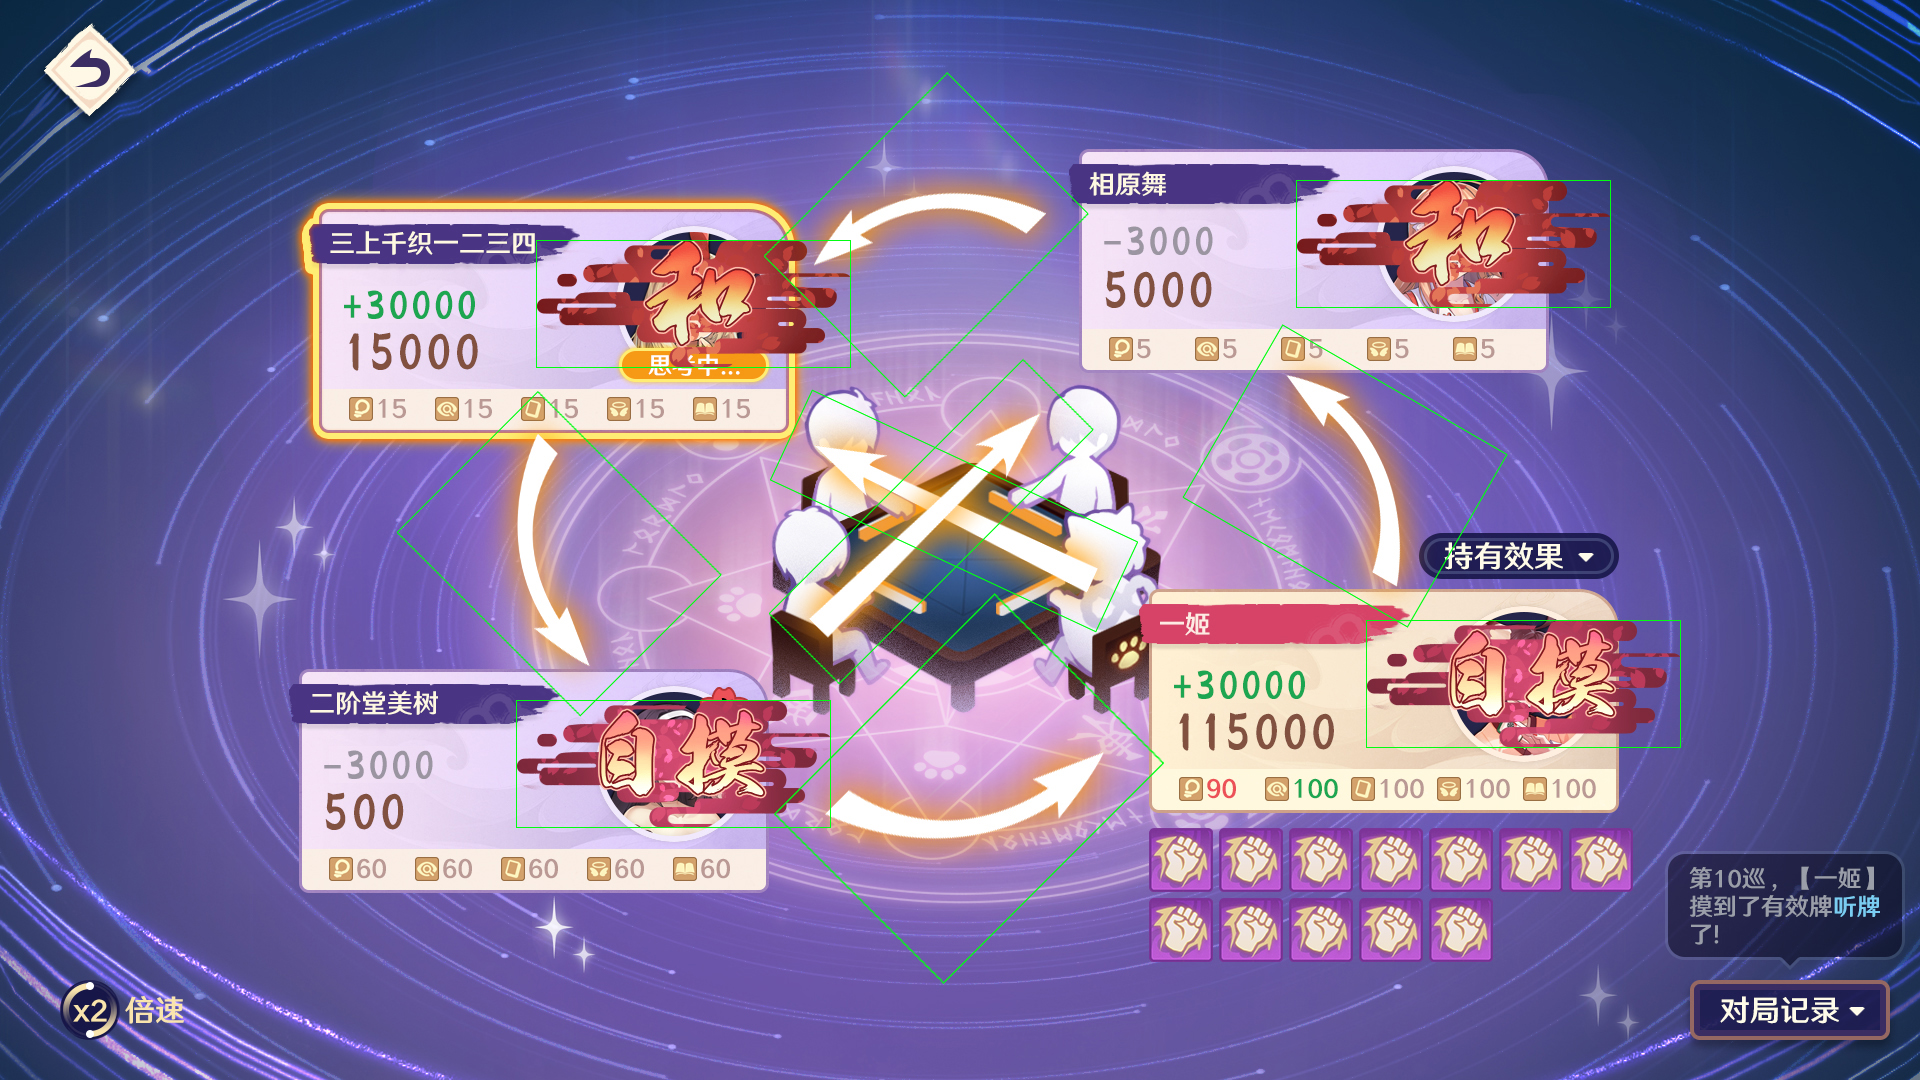 相原舞
-3000
5000
和
5 5 5 5 5
三上千织一二三四
+30000
15000
和
思考中...
15 15 15 15 15
持有效果
一姬
+30000
115000
自摸
90 100 100 100 100
二阶堂美树
-3000
500
自摸
60 60 60 60 60
第10巡，【一姬】
摸到了有效牌听牌
了!
x2 倍速
对局记录